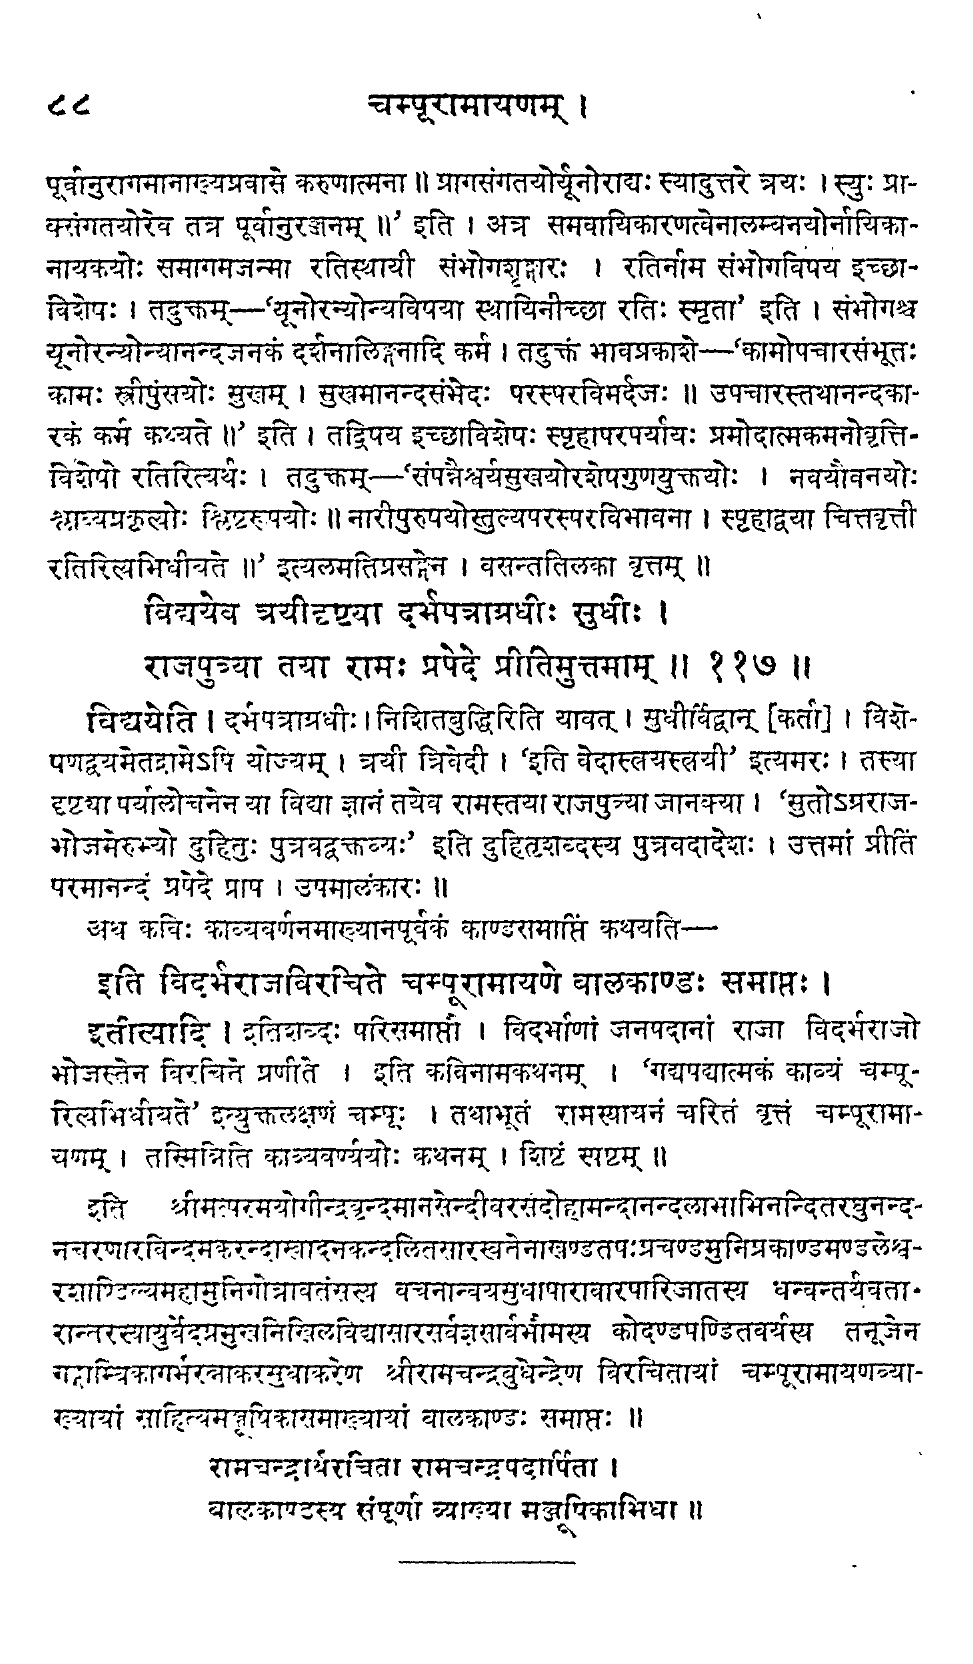 ८८ चम्पूरामायणम् ।
पूर्वानुरागमानाख्यप्रवासे करुणात्मना ॥ प्रागसंगतयोर्यूनोराद्यः स्यादुत्तरे त्रयः । स्युः प्रा-
क्संगतयोरेव तत्र पूर्वानुरञ्जनम् ॥’ इति । अत्र समवायिकारणत्वेनालम्बनयोर्नायिका-
नायकयोः समागमजन्मा रतिस्थायी संभोगशृङ्गारः । रतिर्नाम संभोगविषय इच्छा-
विशेषः । तदुक्तम्—‘यूनोरन्योन्यविषया स्थायिनीच्छा रतिः स्मृता’ इति । संभोगश्च
यूनोरन्योन्यानन्दजनकं दर्शनालिङ्गनादि कर्म । तदुक्तं भावप्रकाशे—‘कामोपचारसंभूतः
कामः स्त्रीपुंसयोः सुखम् । सुखमानन्दसंभेदः परस्परविमर्दजः ॥ उपचारस्तथानन्दका-
रकं कर्म कथ्यते ॥’ इति । तद्विषय इच्छाविशेषः स्पृहापरपर्यायः प्रमोदात्मकमनोवृत्ति-
विशेषो रतिरित्यर्थः । तदुक्तम्—‘संपन्नैश्वर्यसुखयोरशेषगुणयुक्तयोः । नवयौवनयोः
श्लाघ्यप्रकृत्योः श्लिष्टरूपयोः ॥ नारीपुरुषयोस्तुल्यपरस्परविभावना । स्पृहाद्वया चित्तवृत्ती
रतिरित्यभिधीयते ॥’ इत्यलमतिप्रसङ्गेन । वसन्ततिलका वृत्तम् ॥
विद्ययेव त्रयीदृष्ट्या दर्भपत्राग्रधीः सुधीः ।
राजपुत्र्या तया रामः प्रपेदे प्रीतिमुत्तमाम् ॥ ११७ ॥
विद्ययेति । दर्भपत्राग्रधीः । निशितबुद्धिरिति यावत् । सुधीर्विद्वान् [कर्ता] । विशे-
षणद्वयमेतद्रामेऽपि योज्यम् । त्रयी त्रिवेदी । ‘इति वेदास्त्रयस्त्रयी’ इत्यमरः । तस्या
दृष्ट्या पर्यालोचनेन या विद्या ज्ञानं तयेव रामस्तया राजपुत्र्या जानक्या । ‘सुतोऽग्रराज-
भोजमेरुभ्यो दुहितुः पुत्रवद्वक्तव्यः’ इति दुहितृशब्दस्य पुत्रवदादेशः । उत्तमां प्रीतिं
परमानन्दं प्रपेदे प्राप । उपमालंकारः ॥
अथ कविः काव्यवर्णनमाख्यानपूर्वकं काण्डसमाप्तिं कथयति—
इति विदर्भराजविरचिते चम्पूरामायणे बालकाण्डः समाप्तः ।
इतीत्यादि । इतिशब्दः परिसमाप्तौ । विदर्भाणां जनपदानां राजा विदर्भराजो
भोजस्तेन विरचिते प्रणीते । इति कविनामकथनम् । ‘गद्यपद्यात्मकं काव्यं चम्पू-
रित्यभिधीयते’ इत्युक्तलक्षणं चम्पूः । तथाभूतं रामस्यायनं चरितं वृत्तं चम्पूरामा-
यणम् । तस्मिन्निति काव्यवर्ण्ययोः कथनम् । शिष्टं स्पष्टम् ॥
इति श्रीमत्परमयोगीन्द्रवृन्दमानसेन्दीवरसंदोहामन्दानन्दलाभाभिनन्दितरघुनन्द-
नचरणारविन्दमकरन्दास्वादनकन्दलितसारस्वतेनाखण्डतपःप्रचण्डमुनिप्रकाण्डमण्डलेश्व-
रशाण्डिल्यमहामुनिगोत्रावतंसस्य वचनान्वयसुधापारावारपारिजातस्य धन्वन्तर्यवता-
रान्तरस्यायुर्वेदप्रमुखनिखिलविद्यासारसर्वज्ञसार्वभौमस्य कोदण्डपण्डितवर्यस्य तनूजेन
गङ्गाम्बिकागर्भरत्नाकरसुधाकरेण श्रीरामचन्द्रबुधेन्द्रेण विरचितायां चम्पूरामायणव्या-
ख्यायां साहित्यमञ्जूषिकासमाख्यायां बालकाण्डः समाप्तः ॥
रामचन्द्रार्यरचिता रामचन्द्रपदार्पिता ।
बालकाण्डस्य संपूर्णा व्याख्या मञ्जूषिकाभिधा ॥